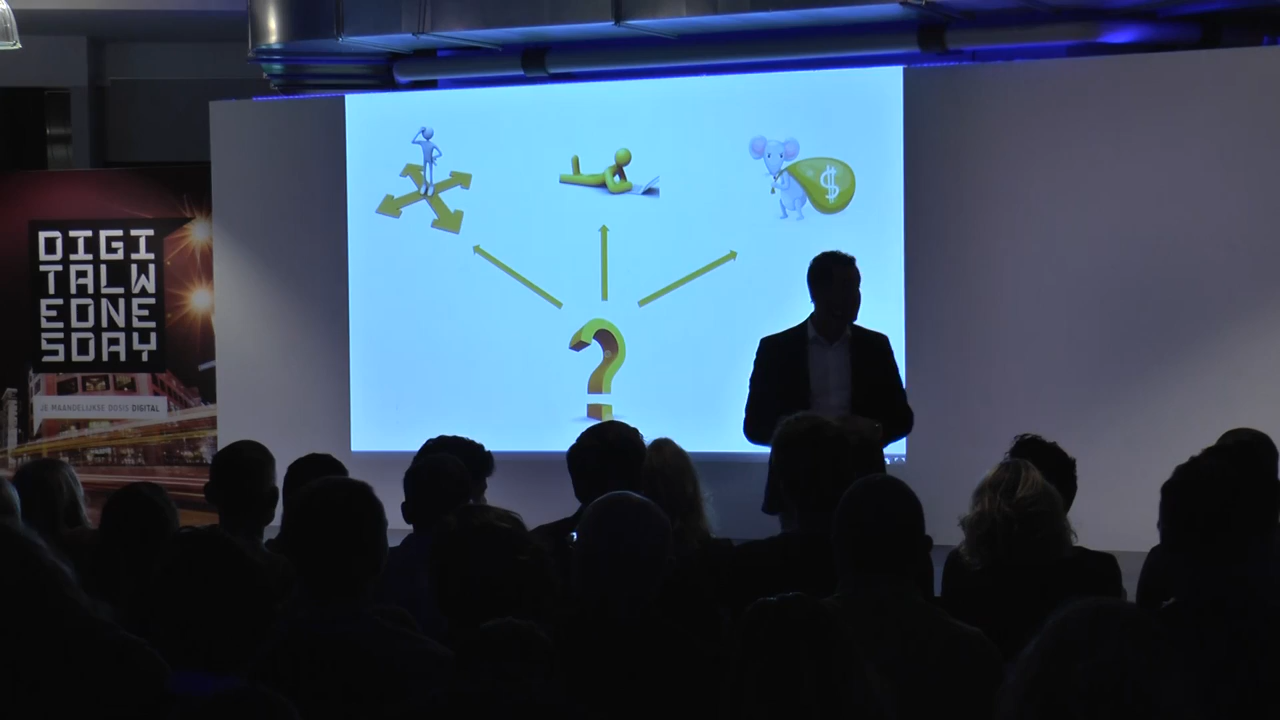 DIGI
TALW
EDNE
SDAY
JE MAANDELIJKSE DOSIS DIGITAL
$
?